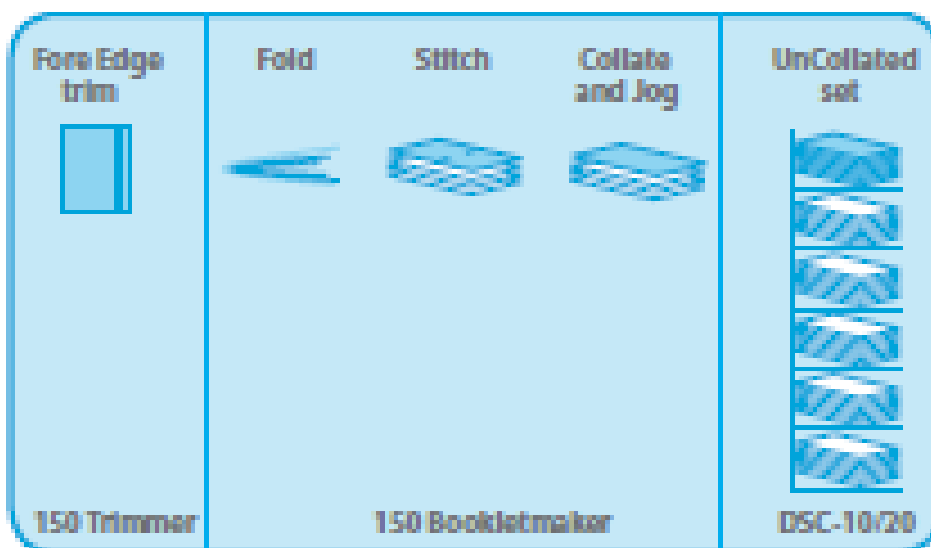 Fore Edge
trim
Fold
Stitch
Collate
and Jog
UnCollated
set
150 Trimmer
150 Bookletmaker
DSC-10/20